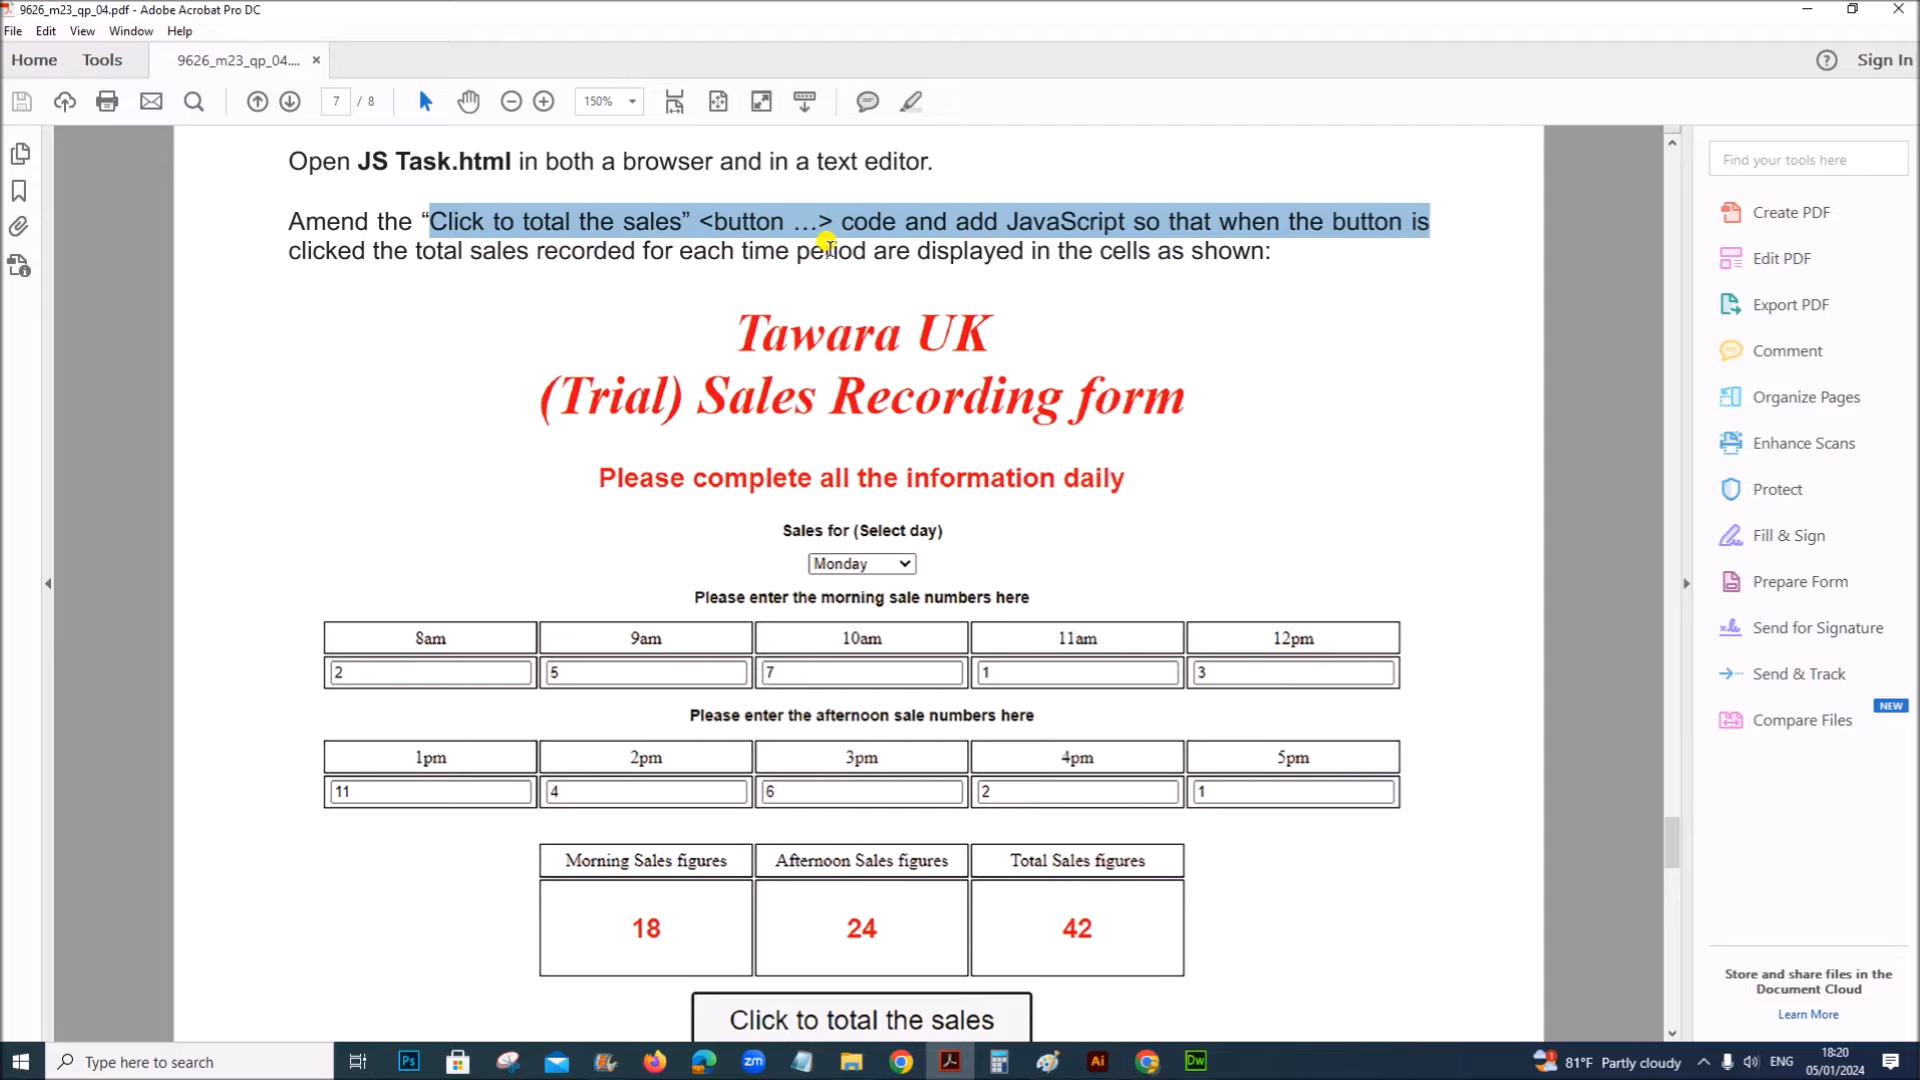 9626_m23_qp_04.pdf - Adobe Acrobat Pro DC
File Edit View Window Help
Home Tools 9626_m23_qp_04.... × Sign In
7 / 8 150%
Open JS Task.html in both a browser and in a text editor.
Amend the “Click to total the sales” <button …> code and add JavaScript so that when the button is
clicked the total sales recorded for each time period are displayed in the cells as shown:
Tawara UK
(Trial) Sales Recording form
Please complete all the information daily
Sales for (Select day)
Monday
Please enter the morning sale numbers here
8am 9am 10am 11am 12pm
2 5 7 1 3
Please enter the afternoon sale numbers here
1pm 2pm 3pm 4pm 5pm
11 4 6 2 1
Morning Sales figures Afternoon Sales figures Total Sales figures
18 24 42
Click to total the sales
Find your tools here
Create PDF
Edit PDF
Export PDF
Comment
Organize Pages
Enhance Scans
Protect
Fill & Sign
Prepare Form
Send for Signature
Send & Track
NEW
Compare Files
Store and share files in the
Document Cloud
Learn More
Type here to search
Ps zm Ai Dw
1 81°F Partly cloudy ENG 18:20
05/01/2024